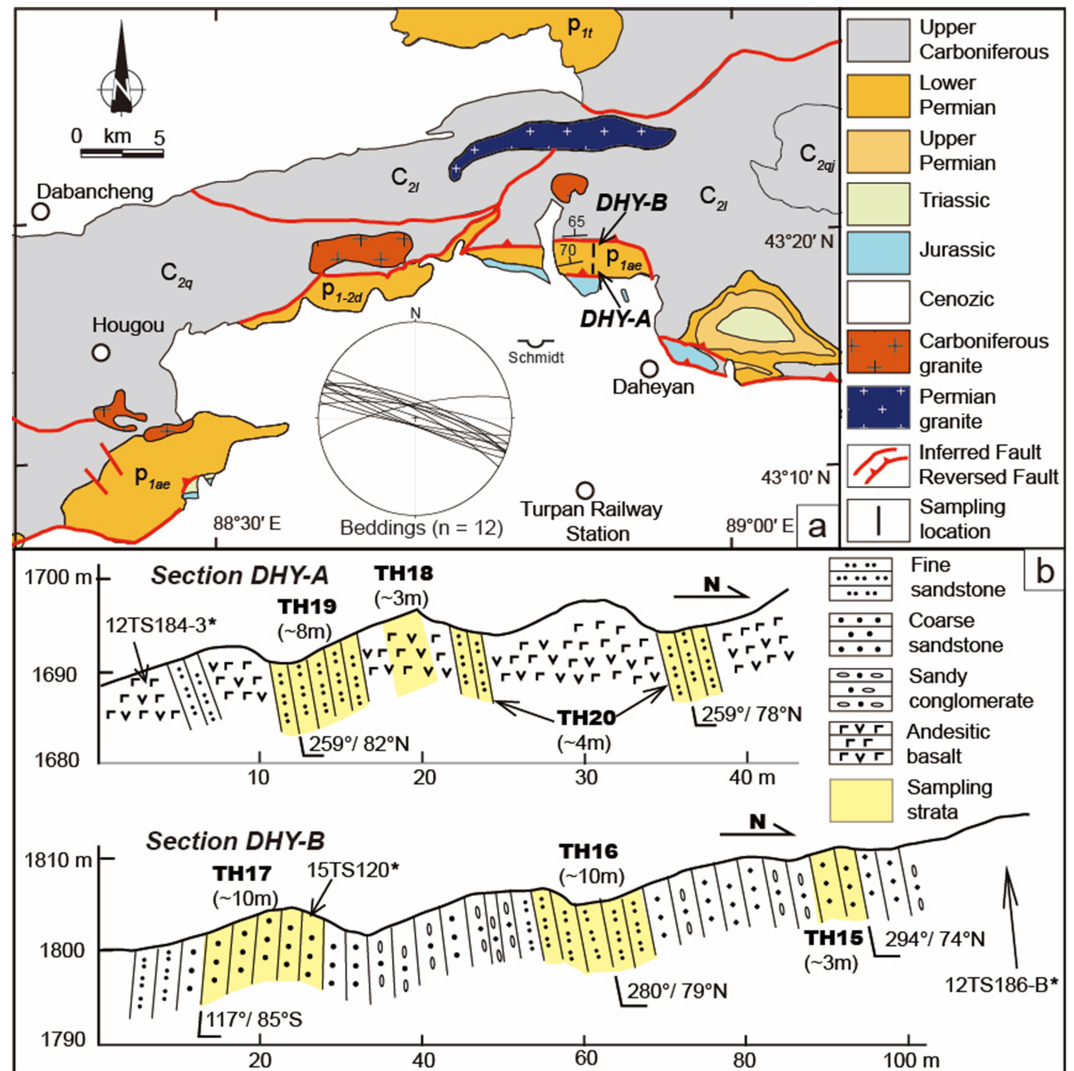 P1t
N
0 km 5
Dabancheng
C2l
C2qj
DHY-B
C2l
65
43°20′ N
70
P1ae
C2q
P1-2d
DHY-A
Hougou
N
Schmidt
Daheyan
P1ae
43°10′ N
Turpan Railway
Station
88°30′ E
Beddings (n = 12)
89°00′ E
a
Upper
Carboniferous
Lower
Permian
Upper
Permian
Triassic
Jurassic
Cenozic
Carboniferous
granite
Permian
granite
Inferred Fault
Reversed Fault
Sampling
location
b
1700 m
Section DHY-A
TH18
(~3m)
N
TH19
(~8m)
12TS184-3*
1690
TH20
(~4m)
259°/ 82°N
259°/ 78°N
1680
10
20
30
40 m
Fine
sandstone
Coarse
sandstone
Sandy
conglomerate
Andesitic
basalt
Sampling
strata
Section DHY-B
N
1810 m
TH17
(~10m)
15TS120*
TH16
(~10m)
1800
TH15
(~3m)
294°/ 74°N
12TS186-B*
280°/ 79°N
117°/ 85°S
1790
20
40
60
80
100 m